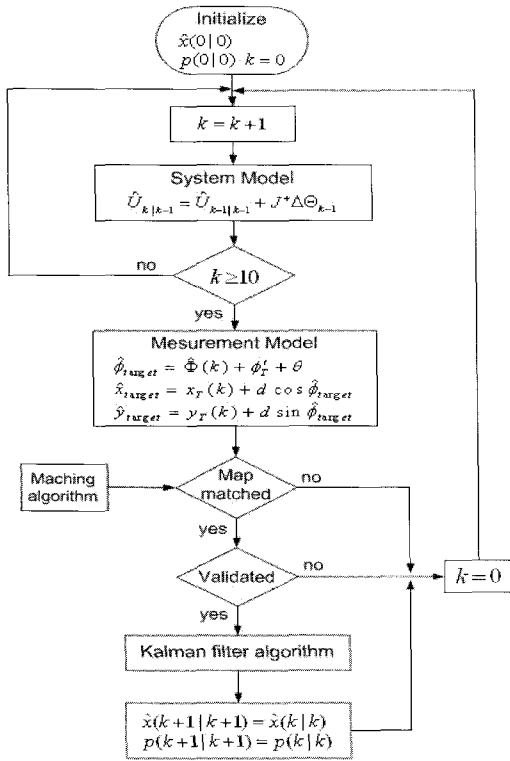 Initialize
x̂(0|0)
p(0|0) k = 0
k = k+1
System Model
Û_{k|k-1} = Û_{k-1|k-1} + J⁺ΔΘ_{k-1}
no
k ≥ 10
yes
Mesurement Model
φ̂_{target} = Φ̂(k) + φ'_T + θ
x̂_{target} = x_T(k) + d cos φ̂_{target}
ŷ_{target} = y_T(k) + d sin φ̂_{target}
Maching
algorithm
Map
matched
no
yes
Validated
no
k = 0
yes
Kalman filter algorithm
x̂(k+1|k+1) = x̂(k|k)
p(k+1|k+1) = p(k|k)